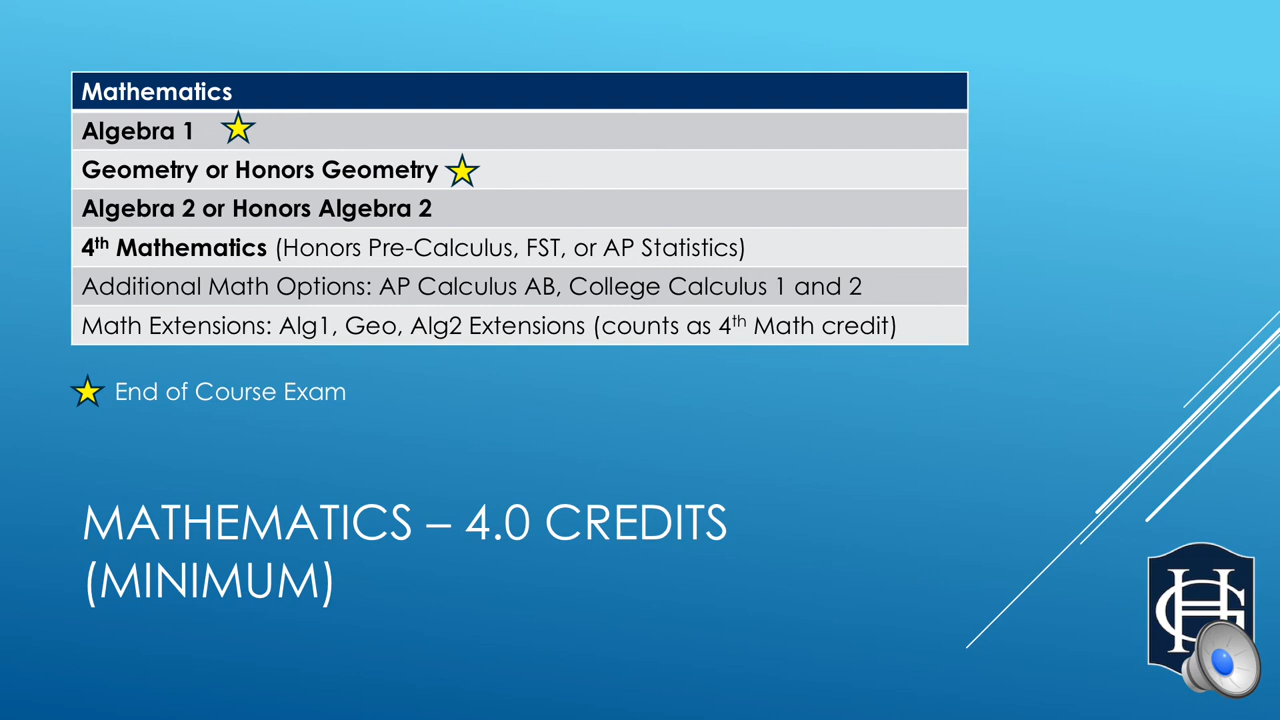 Mathematics
Algebra 1
Geometry or Honors Geometry
Algebra 2 or Honors Algebra 2
4th Mathematics (Honors Pre-Calculus, FST, or AP Statistics)
Additional Math Options: AP Calculus AB, College Calculus 1 and 2
Math Extensions: Alg1, Geo, Alg2 Extensions (counts as 4th Math credit)
End of Course Exam
MATHEMATICS – 4.0 CREDITS
(MINIMUM)
HG